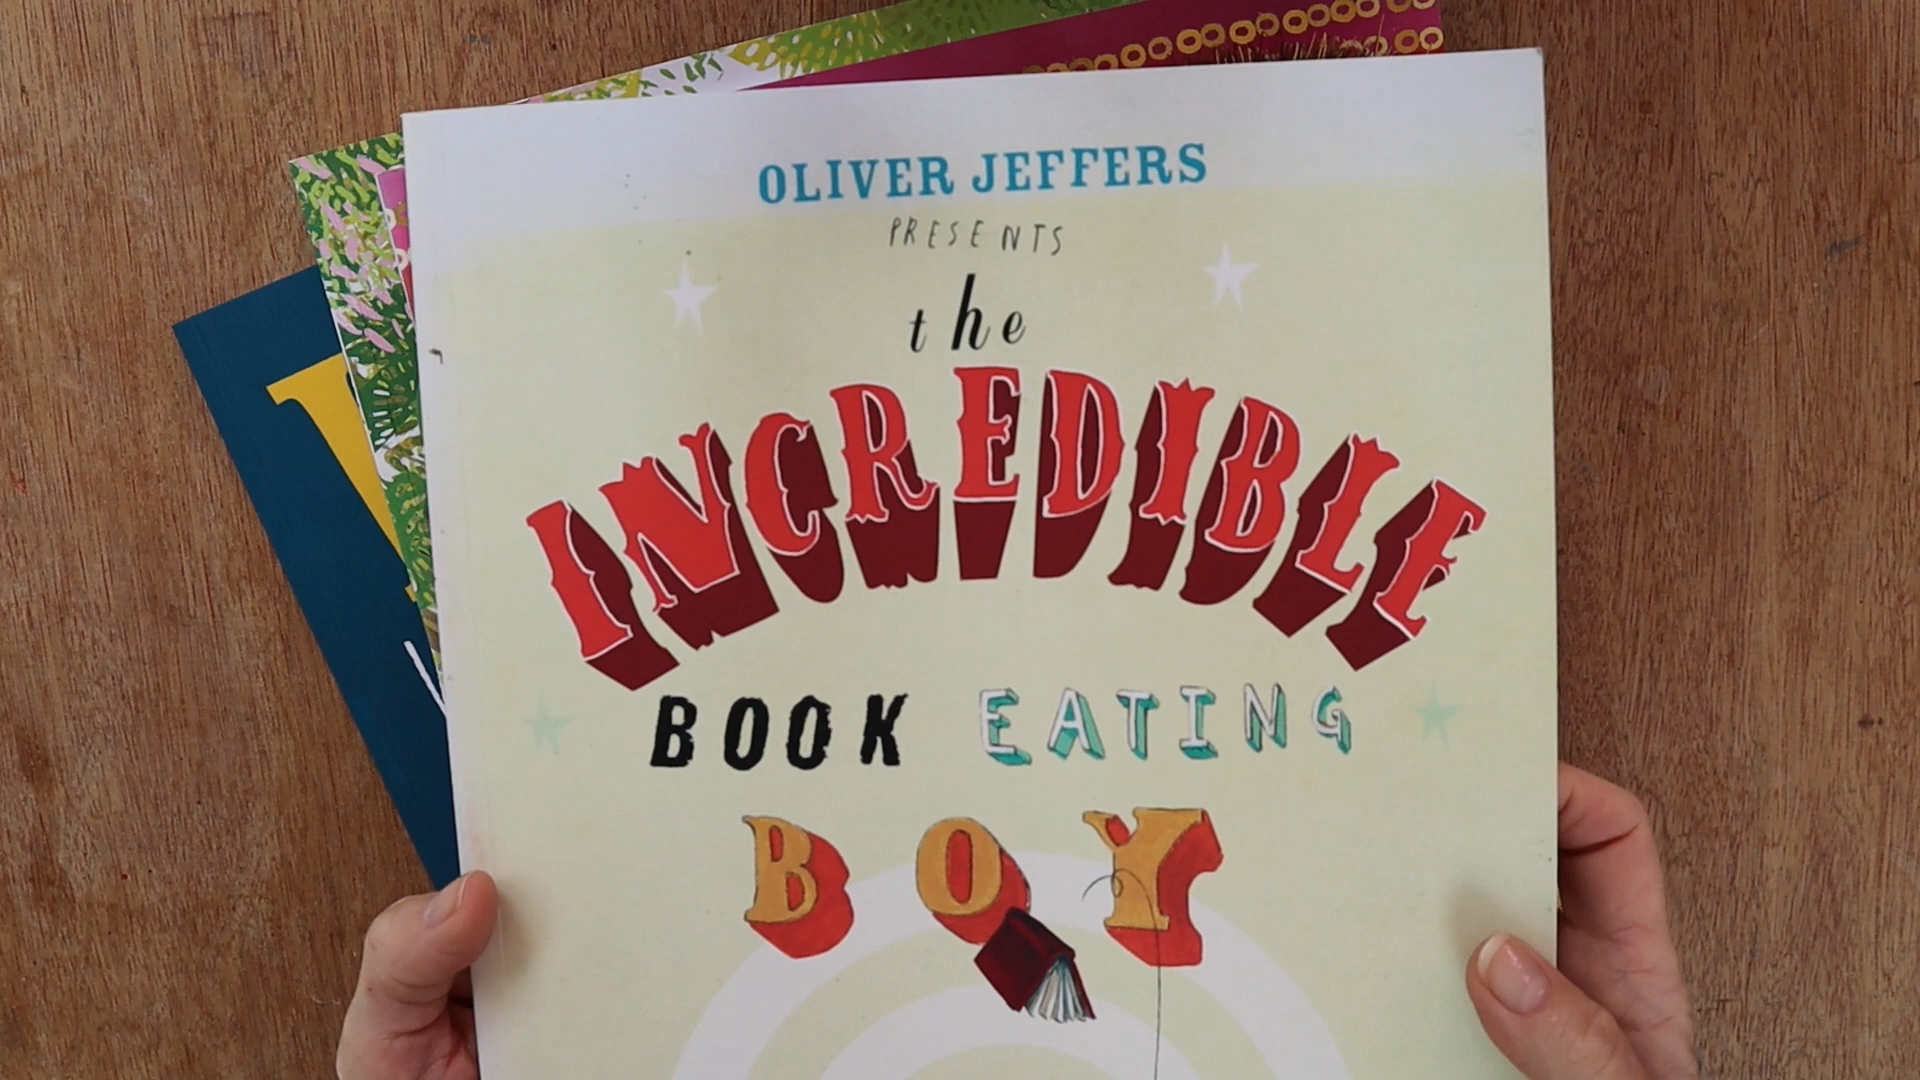 OLIVER JEFFERS
PRESENTS
the
INCREDIBLE
BOOK EATING
BOY